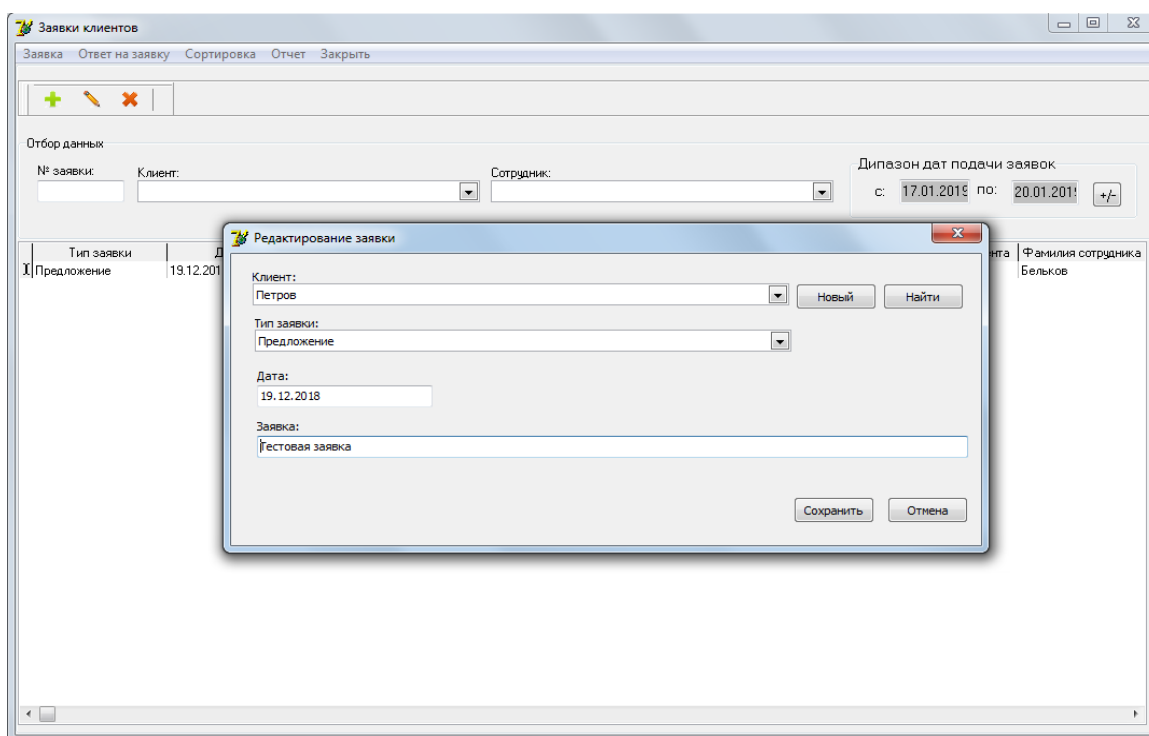 Заявки клиентов
Заявка Ответ на заявку Сортировка Отчет Закрыть
Отбор данных
№ заявки: Клиент: Сотрудник:
Дипазон дат подачи заявок
с: 17.01.2019 по: 20.01.201
+/-
Тип заявки Д нта Фамилия сотрудника
Предложение 19.12.201 Бельков
Редактирование заявки
Клиент:
Петров Новый Найти
Тип заявки:
Предложение
Дата:
19.12.2018
Заявка:
Тестовая заявка
Сохранить Отмена